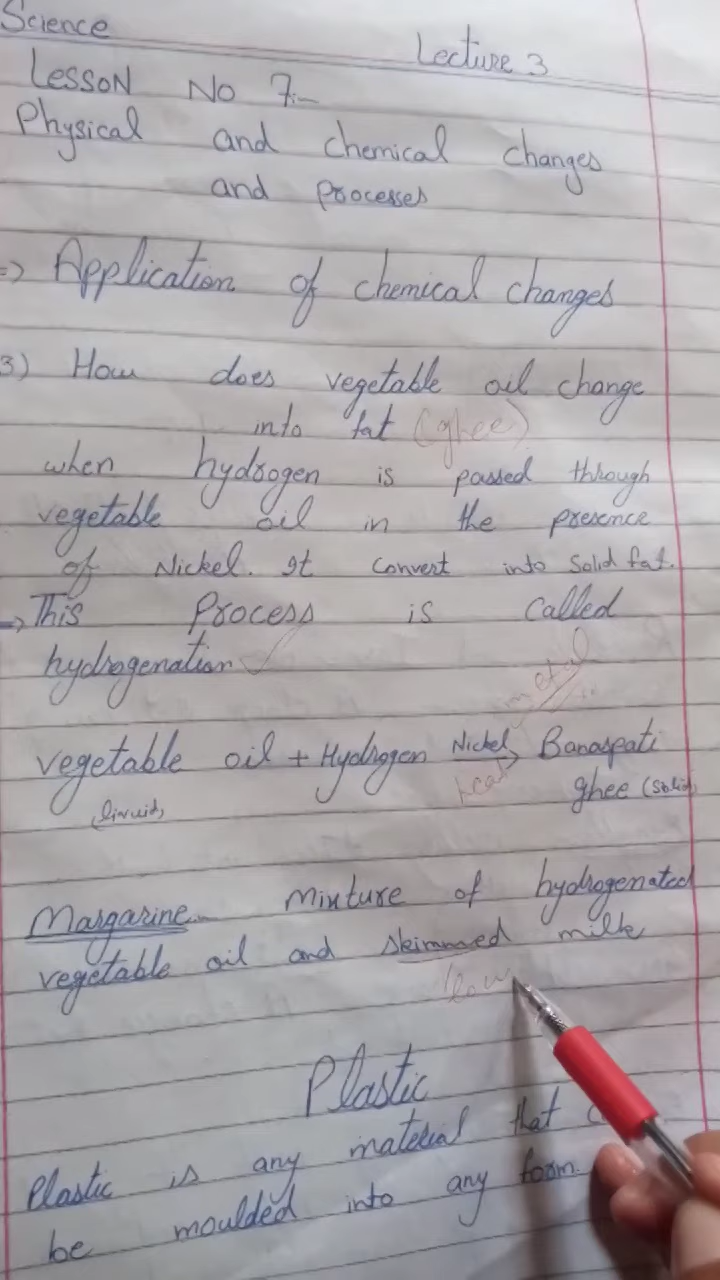 Science
Lecture 3
Lesson No 7:-
Physical and chemical changes
and processes
=> Application of chemical changes
3) How does vegetable oil change
into fat (ghee)
when hydrogen is passed through
vegetable oil in the presence
of Nickel. It convert into Solid fat.
=> This Process is called
hydrogenation
metal
vegetable oil + Hydrogen Nickel → Banaspati
(liquid) heat ghee (Solid)
Margarine mixture of hydrogenated
vegetable oil and skimmed milk
low
Plastic
Plastic is any material that
be moulded into any form.